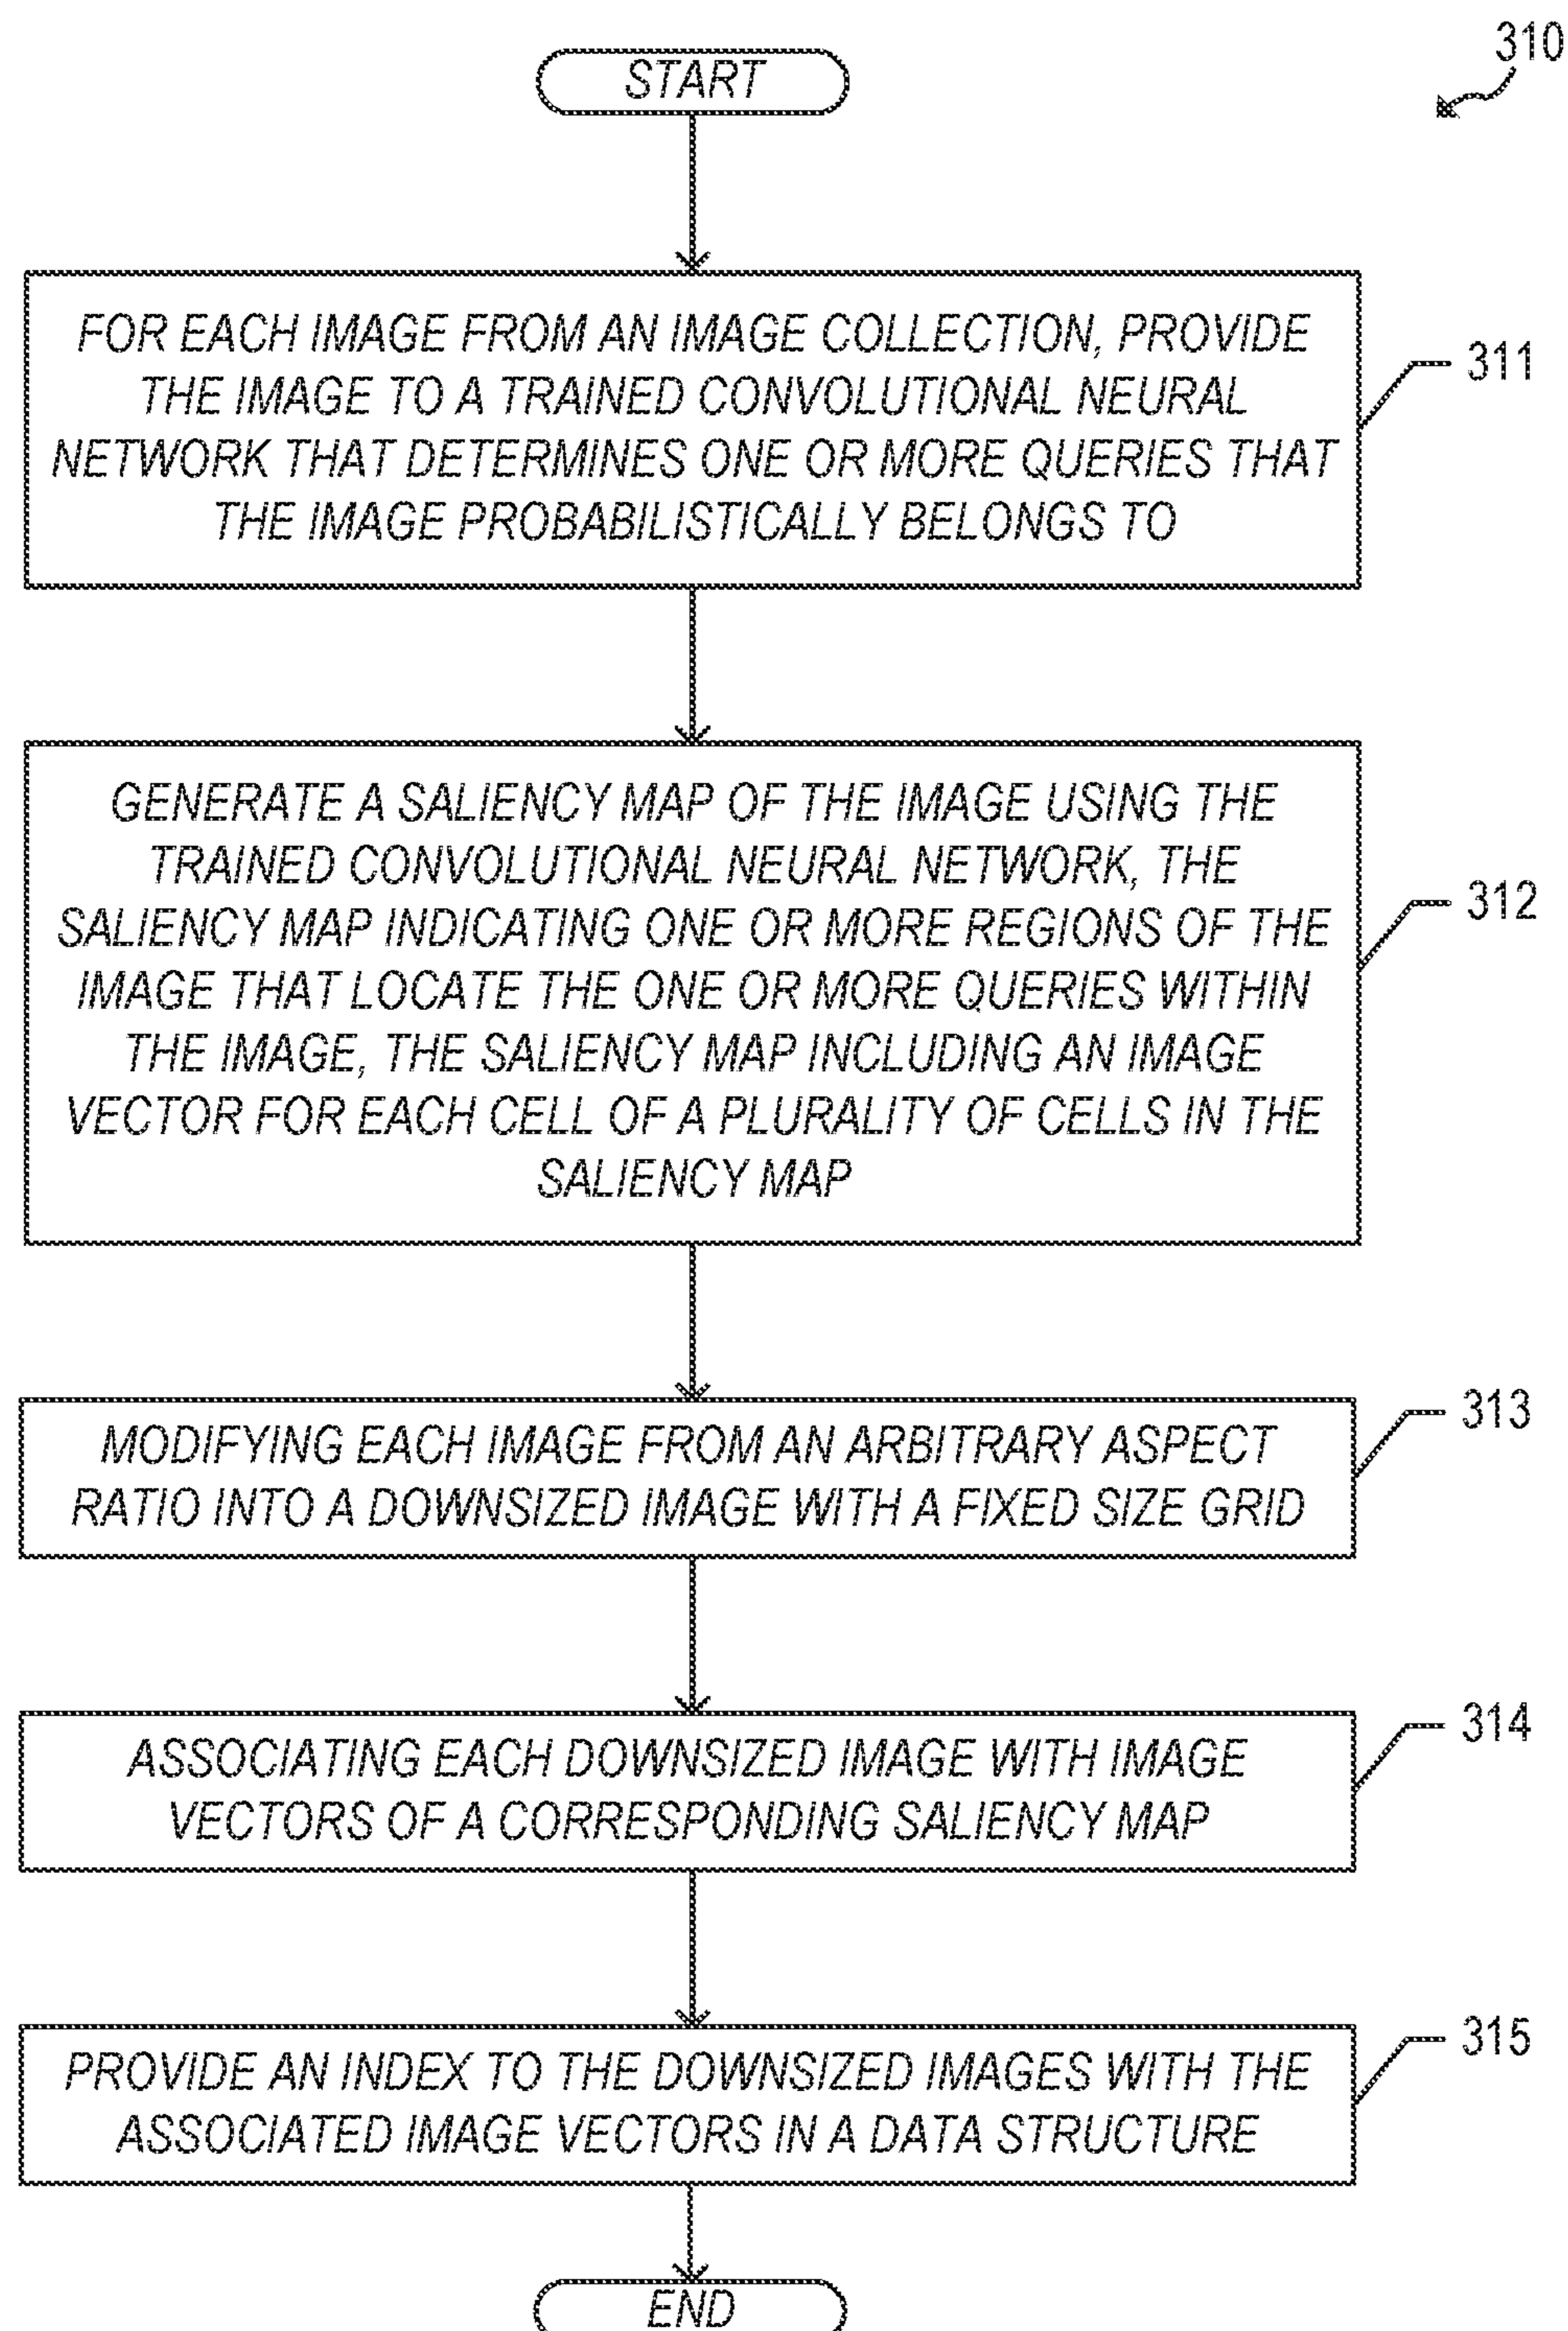 310
START
FOR EACH IMAGE FROM AN IMAGE COLLECTION, PROVIDE
THE IMAGE TO A TRAINED CONVOLUTIONAL NEURAL
NETWORK THAT DETERMINES ONE OR MORE QUERIES THAT
THE IMAGE PROBABILISTICALLY BELONGS TO
311
GENERATE A SALIENCY MAP OF THE IMAGE USING THE
TRAINED CONVOLUTIONAL NEURAL NETWORK, THE
SALIENCY MAP INDICATING ONE OR MORE REGIONS OF THE
IMAGE THAT LOCATE THE ONE OR MORE QUERIES WITHIN
THE IMAGE, THE SALIENCY MAP INCLUDING AN IMAGE
VECTOR FOR EACH CELL OF A PLURALITY OF CELLS IN THE
SALIENCY MAP
312
MODIFYING EACH IMAGE FROM AN ARBITRARY ASPECT
RATIO INTO A DOWNSIZED IMAGE WITH A FIXED SIZE GRID
313
ASSOCIATING EACH DOWNSIZED IMAGE WITH IMAGE
VECTORS OF A CORRESPONDING SALIENCY MAP
314
PROVIDE AN INDEX TO THE DOWNSIZED IMAGES WITH THE
ASSOCIATED IMAGE VECTORS IN A DATA STRUCTURE
315
END